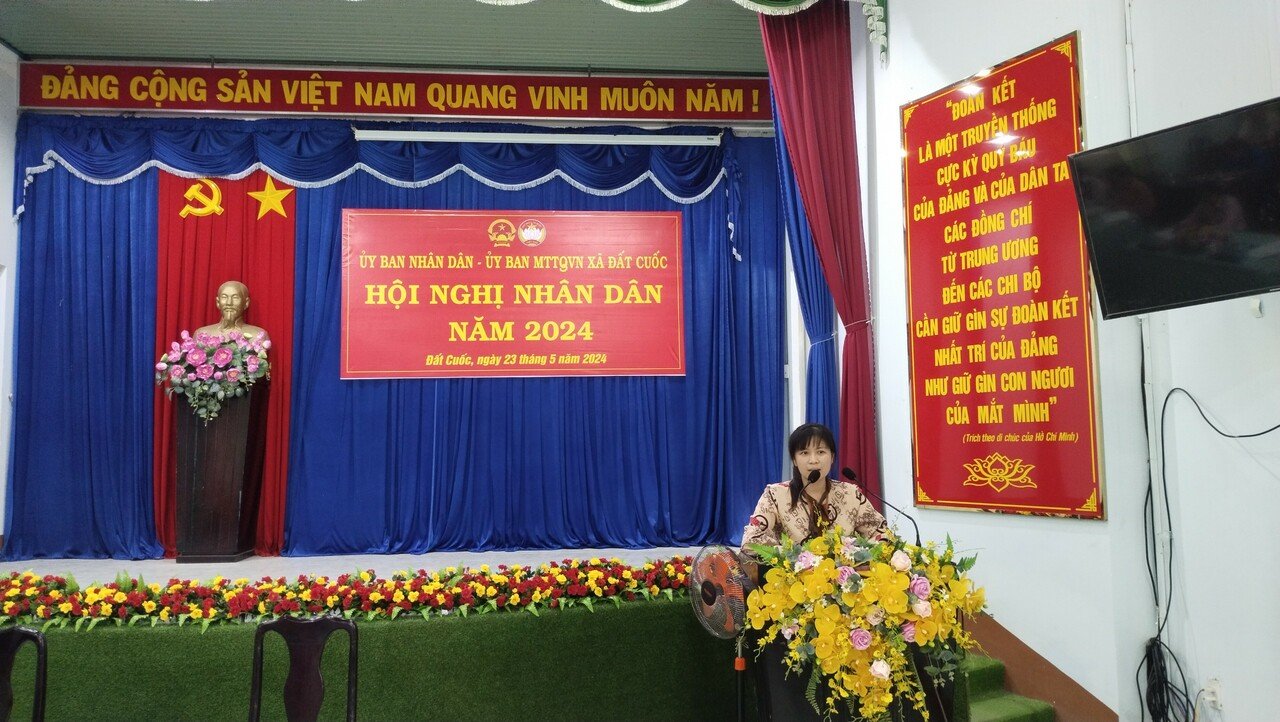 ĐẢNG CỘNG SẢN VIỆT NAM QUANG VINH MUÔN NĂM !
ỦY BAN NHÂN DÂN - ỦY BAN MTTQVN XÃ ĐẤT CUỐC
HỘI NGHỊ NHÂN DÂN
NĂM 2024
Đất Cuốc, ngày 23 tháng 5 năm 2024
“ĐOÀN KẾT
LÀ MỘT TRUYỀN THỐNG
CỰC KỲ QUÝ BÁU
CỦA ĐẢNG VÀ CỦA DÂN TA
CÁC ĐỒNG CHÍ
TỪ TRUNG ƯƠNG
ĐẾN CÁC CHI BỘ
CẦN GIỮ GÌN SỰ ĐOÀN KẾT
NHẤT TRÍ CỦA ĐẢNG
NHƯ GIỮ GÌN CON NGƯƠI
CỦA MẮT MÌNH”
(Trích theo di chúc của Hồ Chí Minh)